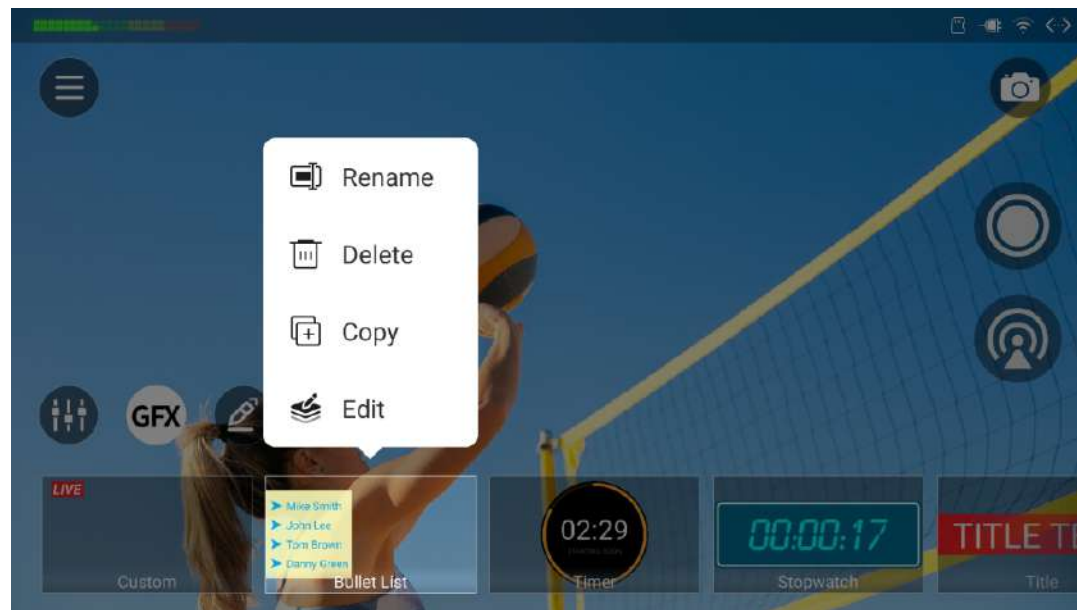 Rename
Delete
Copy
Edit
GFX
LIVE
Custom
Mike Smith
John Lee
Tom Brown
Danny Green
Bullet List
02:29
Timer
00:00:17
Stopwatch
TITLE TE
Title